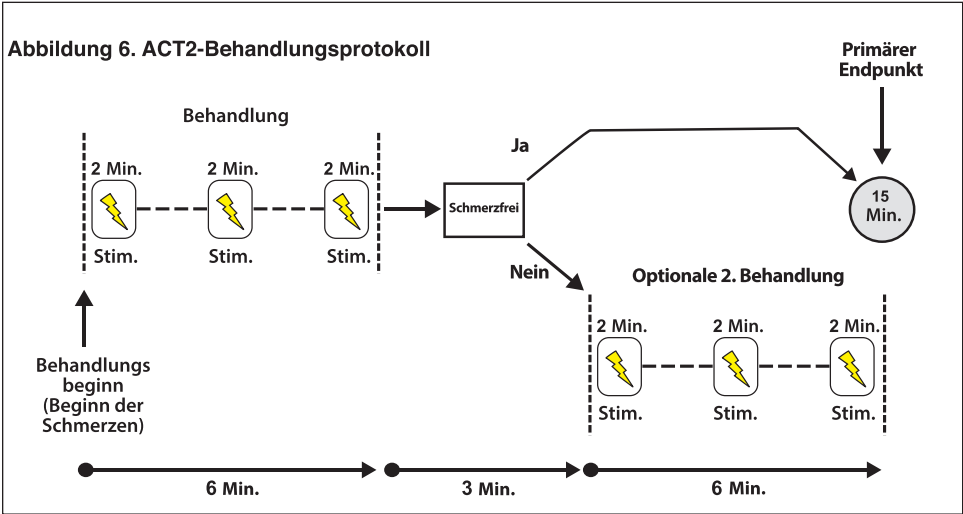 Abbildung 6. ACT2-Behandlungsprotokoll
Primärer
Endpunkt
Behandlung
Ja
2 Min.
2 Min.
2 Min.
Schmerzfrei
15
Min.
Stim.
Stim.
Stim.
Nein
Optionale 2. Behandlung
2 Min.
2 Min.
2 Min.
Behandlungs
beginn
(Beginn der
Schmerzen)
Stim.
Stim.
Stim.
6 Min.
3 Min.
6 Min.